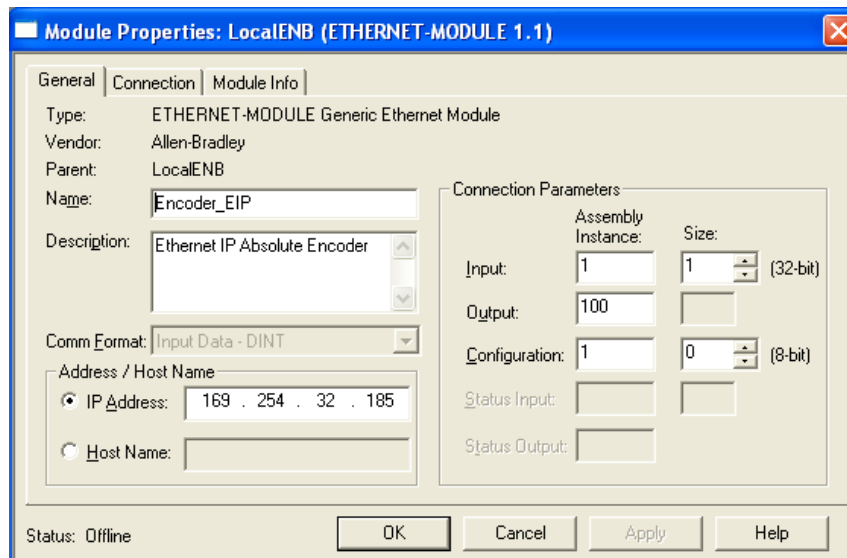 Module Properties: LocalENB (ETHERNET-MODULE 1.1)
General Connection Module Info
Type: ETHERNET-MODULE Generic Ethernet Module
Vendor: Allen-Bradley
Parent: LocalENB
Name: Encoder_EIP
Description: Ethernet IP Absolute Encoder
Comm Format: Input Data - DINT
Address / Host Name
IP Address: 169 . 254 . 32 . 185
Host Name:
Connection Parameters
Assembly
Instance: Size:
Input: 1 1 (32-bit)
Output: 100
Configuration: 1 0 (8-bit)
Status Input:
Status Output:
Status: Offline
OK Cancel Apply Help